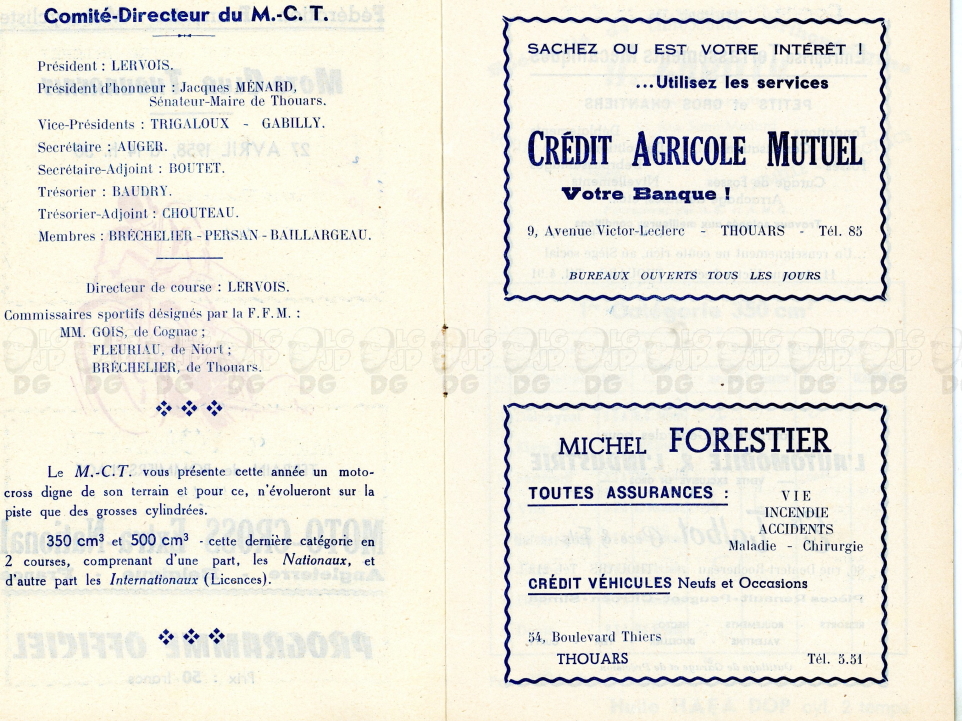 Comité-Directeur du M.-C. T.
Président : LERVOIS.
Président d'honneur : Jacques MÉNARD,
Sénateur-Maire de Thouars.
Vice-Présidents : TRIGALOUX - GABILLY.
Secrétaire : AUGER.
Secrétaire-Adjoint : BOUTET.
Trésorier : BAUDRY.
Trésorier-Adjoint : CHOUTEAU.
Membres : BRÉCHELIER - PERSAN - BAILLARGEAU.
Directeur de course : LERVOIS.
Commissaires sportifs désignés par la F.F.M. :
MM. GOIS, de Cognac ;
FLEURIAU, de Niort ;
BRÉCHELIER, de Thouars.
Le M.-C.T. vous présente cette année un moto-
cross digne de son terrain et pour ce, n'évolueront sur la
piste que des grosses cylindrées.
350 cm³ et 500 cm³ - cette dernière catégorie en
2 courses, comprenant d'une part, les Nationaux, et
d'autre part les Internationaux (Licences).
SACHEZ OU EST VOTRE INTÉRÊT !
...Utilisez les services
CRÉDIT AGRICOLE MUTUEL
Votre Banque !
9, Avenue Victor-Leclerc - THOUARS - Tél. 85
BUREAUX OUVERTS TOUS LES JOURS
MICHEL FORESTIER
TOUTES ASSURANCES :
VIE
INCENDIE
ACCIDENTS
Maladie - Chirurgie
CRÉDIT VÉHICULES Neufs et Occasions
54, Boulevard Thiers
THOUARS Tél. 5.51